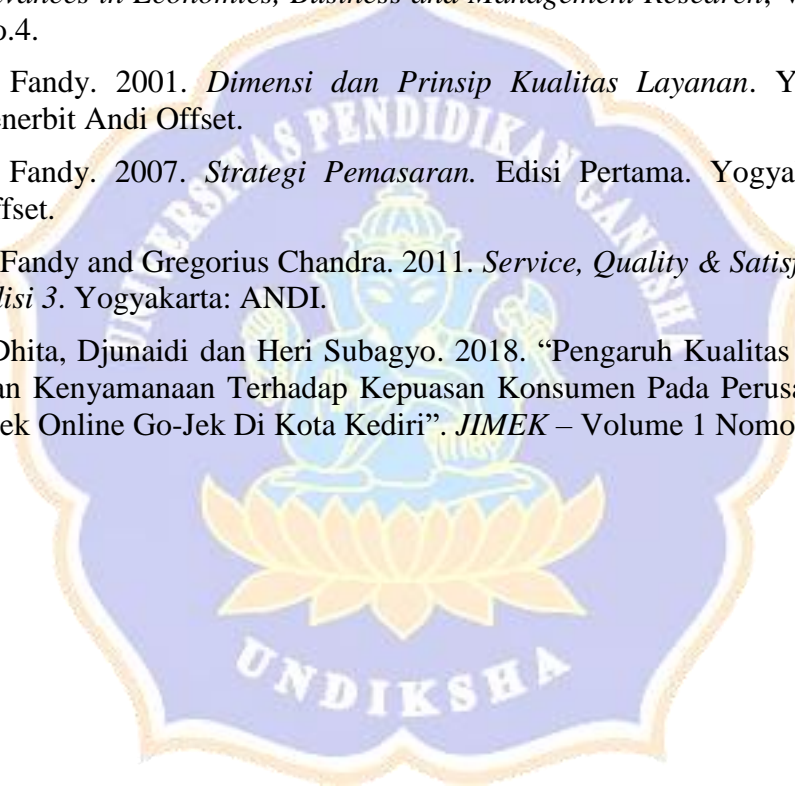 Economics, Business and Management Research,
o.4.
Fandy. 2001. Dimensi dan Prinsip Kualitas Layanan.
enerbit Andi Offset.
Fandy. 2007. Strategi Pemasaran. Edisi Pertama. Yogya
ffset.
Fandy and Gregorius Chandra. 2011. Service, Quality & Satisf
disi 3. Yogyakarta: ANDI.
Dhita, Djunaidi dan Heri Subagyo. 2018. “Pengaruh Kualitas
an Kenyamanaan Terhadap Kepuasan Konsumen Pada Perusa
jek Online Go-Jek Di Kota Kediri”. JIMEK – Volume 1 Nomo
UNIVERSITAS PENDIDIKAN GANESHA
UNDIKSHA